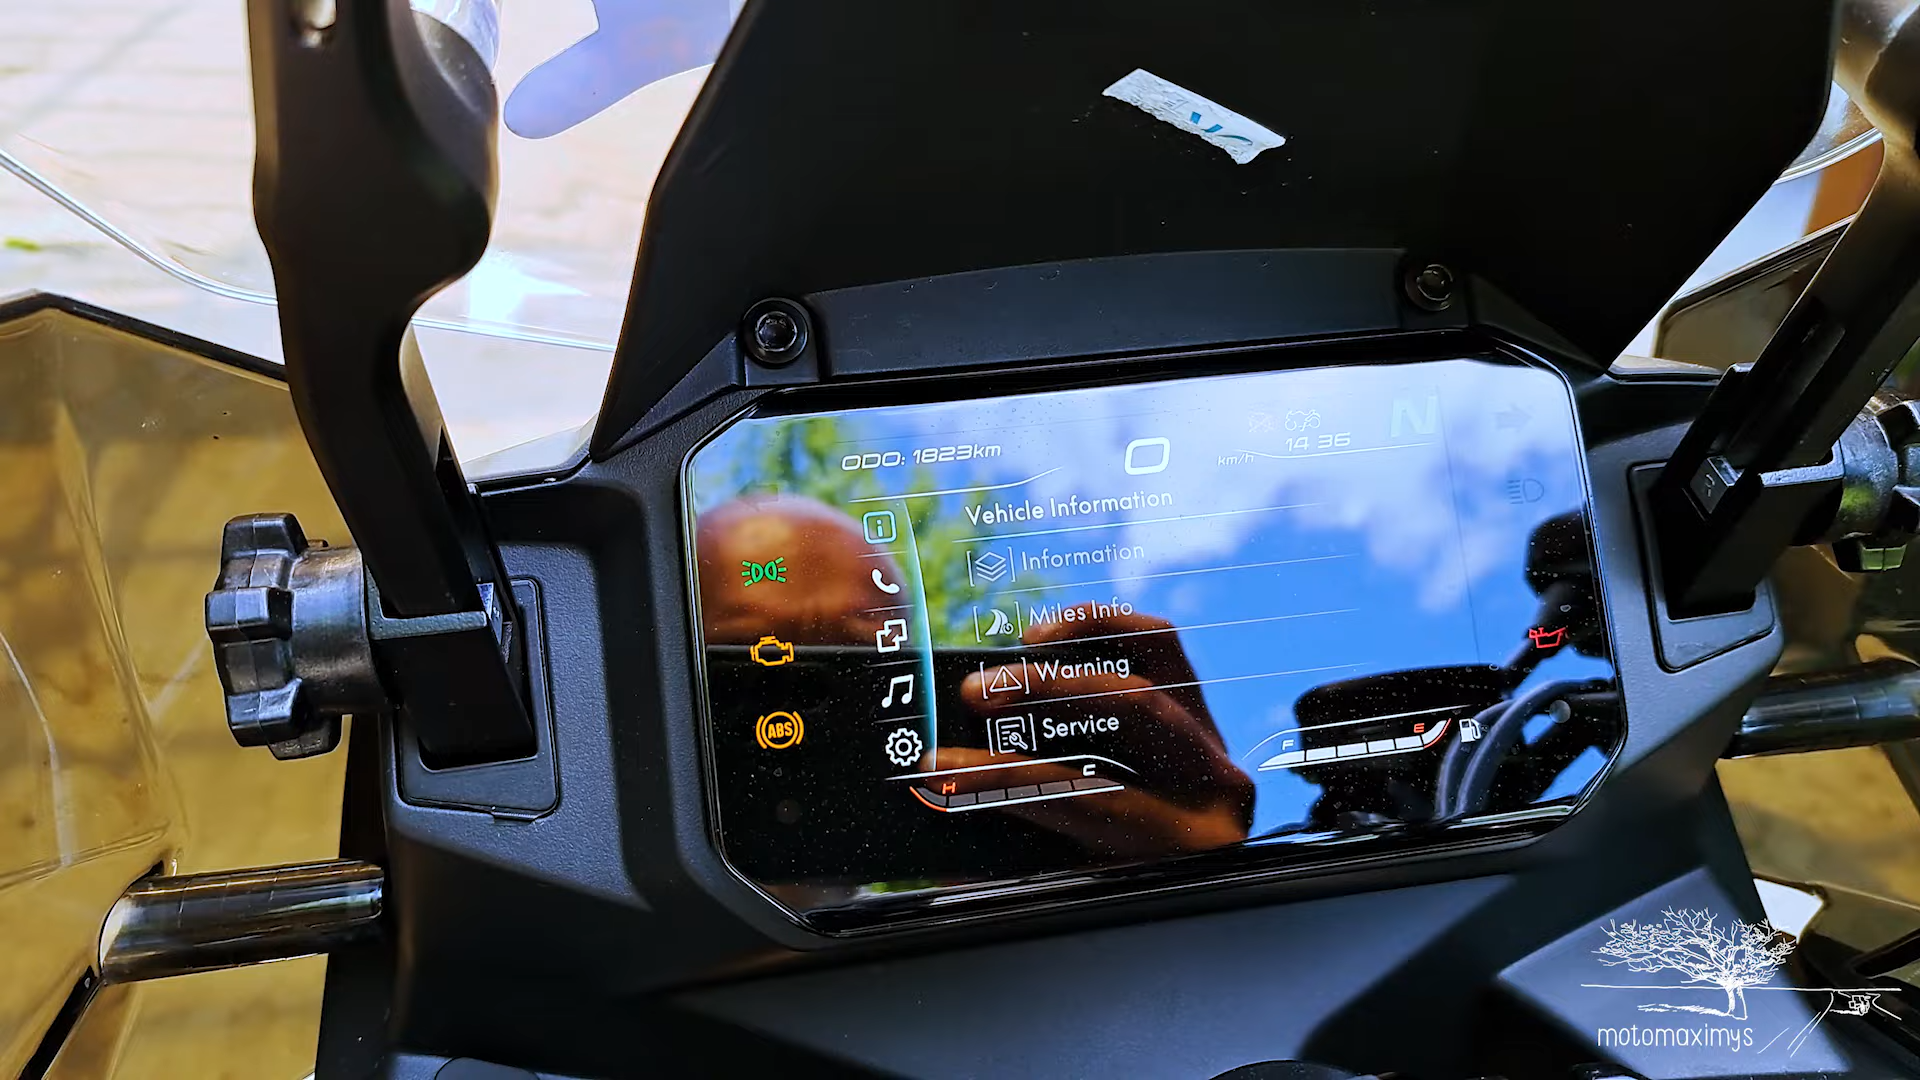 ODO: 1823km
0
km/h
14 36
N
Vehicle Information
Information
Miles Info
Warning
Service
ABS
H
C
F
E
motomaximys